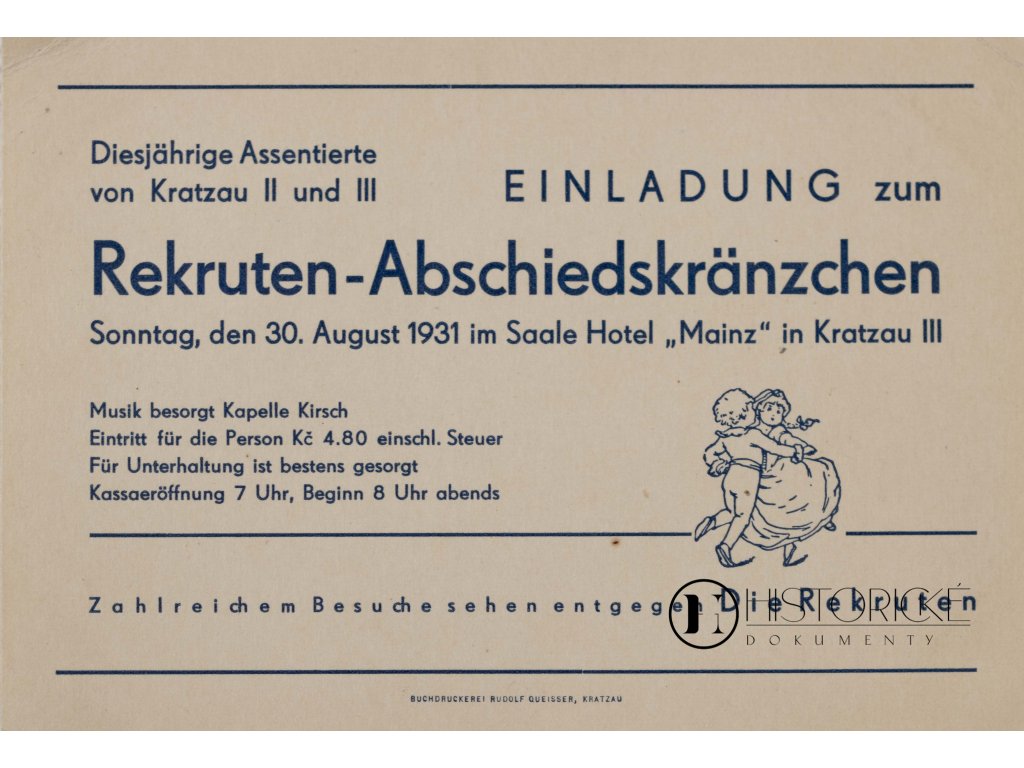 Diesjährige Assentierte
von Kratzau II und III
EINLADUNG zum
Rekruten-Abschiedskränzchen
Sonntag, den 30. August 1931 im Saale Hotel „Mainz“ in Kratzau III
Musik besorgt Kapelle Kirsch
Eintritt für die Person Kč 4.80 einschl. Steuer
Für Unterhaltung ist bestens gesorgt
Kassaeröffnung 7 Uhr, Beginn 8 Uhr abends
Zahlreichem Besuche sehen entgegen Die Rekruten
HISTORICKÉ
DOKUMENTY
BUCHDRUCKEREI RUDOLF QUEISSER, KRATZAU